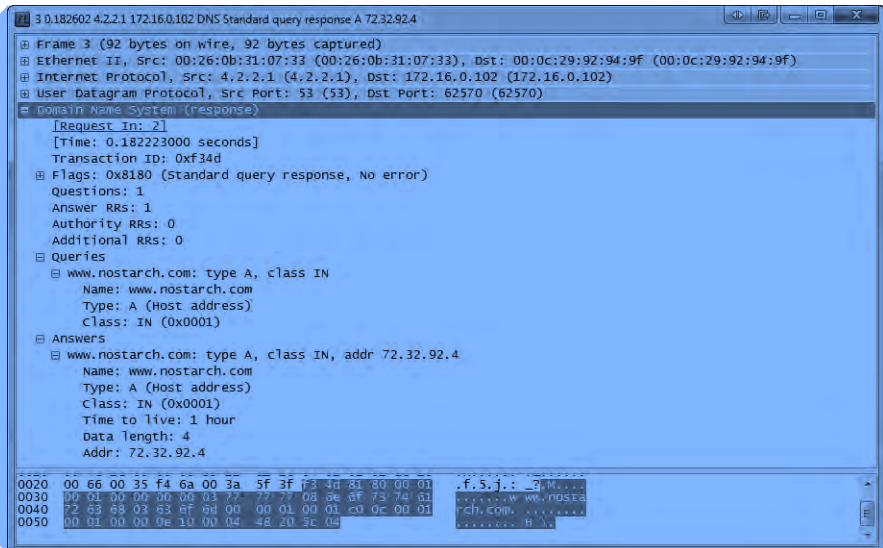 3 0.182602 4.2.2.1 172.16.0.102 DNS Standard query response A 72.32.92.4
Frame 3 (92 bytes on wire, 92 bytes captured)
Ethernet II, Src: 00:26:0b:31:07:33 (00:26:0b:31:07:33), Dst: 00:0c:29:92:94:9f (00:0c:29:92:94:9f)
Internet Protocol, Src: 4.2.2.1 (4.2.2.1), Dst: 172.16.0.102 (172.16.0.102)
User Datagram Protocol, Src Port: 53 (53), Dst Port: 62570 (62570)
Domain Name System (response)
[Request In: 2]
[Time: 0.182223000 seconds]
Transaction ID: 0xf34d
Flags: 0x8180 (Standard query response, No error)
Questions: 1
Answer RRs: 1
Authority RRs: 0
Additional RRs: 0
Queries
www.nostarch.com: type A, class IN
Name: www.nostarch.com
Type: A (Host address)
Class: IN (0x0001)
Answers
www.nostarch.com: type A, class IN, addr 72.32.92.4
Name: www.nostarch.com
Type: A (Host address)
Class: IN (0x0001)
Time to live: 1 hour
Data length: 4
Addr: 72.32.92.4
0020 00 66 00 35 f4 6a 00 3a 5f 3f f3 4d 81 80 00 01 .f.5.j.: _?.M....
0030 00 01 00 00 00 00 03 77 77 77 08 6e 6f 73 74 61 .......w ww.nosta
0040 72 63 68 03 63 6f 6d 00 00 01 00 01 c0 0c 00 01 rch.com. ........
0050 00 01 00 00 0e 10 00 04 48 20 5c 04 ........ H \.